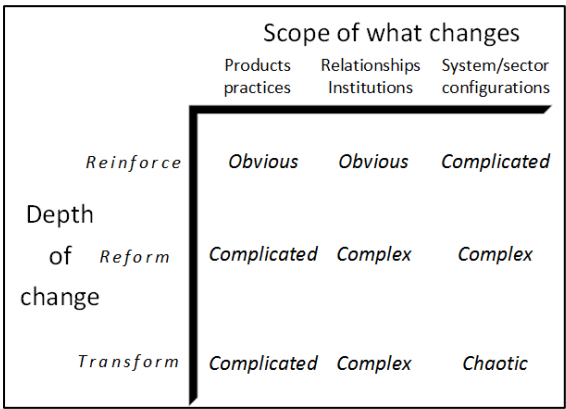 Scope of what changes
Products Relationships System/sector
practices Institutions configurations
Reinforce Obvious Obvious Complicated
Depth
of
change
Reform Complicated Complex Complex
Transform Complicated Complex Chaotic